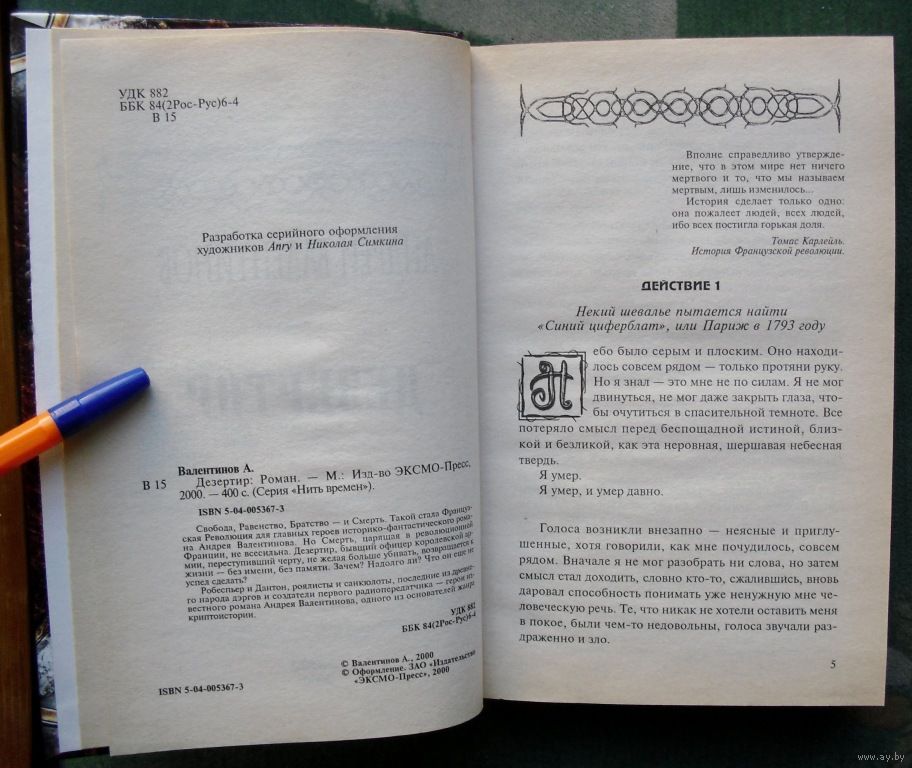 УДК 882
ББК 84(2Рос-Рус)6-4
В 15
Разработка серийного оформления
художников Anry и Николая Симкина
Валентинов А.
В 15 Дезертир: Роман. — М.: Изд-во ЭКСМО-Пресс,
2000. — 400 с. (Серия «Нить времен»).
ISBN 5-04-005367-3
Свобода, Равенство, Братство — и Смерть. Такой стала Француз-
ская Революция для главных героев историко-фантастического рома-
на Андрея Валентинова. Но Смерть, царящая в революционной
Франции, не всесильна. Дезертир, бывший офицер королевской ар-
мии, переступивший черту, не желая больше убивать, возвращается к
жизни — без имени, без памяти. Зачем? Надолго ли? Что он еще не
успел сделать?
Робеспьер и Дантон, роялисты и санкюлоты, последние из древне-
го народа дэргов и создатели первого радиопередатчика — герои из-
вестного романа Андрея Валентинова, одного из основателей жанра
криптоистории.
УДК 882
ББК 84(2Рос-Рус)6-4
© Валентинов А., 2000
© Оформление. ЗАО «Издательство
«ЭКСМО-Пресс», 2000
ISBN 5-04-005367-3
Вполне справедливо утвержде-
ние, что в этом мире нет ничего
мертвого и то, что мы называем
мертвым, лишь изменилось...
История сделает только одно:
она пожалеет людей, всех людей,
ибо всех постигла горькая доля.
Томас Карлейль.
История Французской революции.
ДЕЙСТВИЕ 1
Некий шевалье пытается найти
«Синий циферблат», или Париж в 1793 году
Небо было серым и плоским. Оно находи-
лось совсем рядом — только протяни руку.
Но я знал — это мне не по силам. Я не мог
двинуться, не мог даже закрыть глаза, что-
бы очутиться в спасительной темноте. Все
потеряло смысл перед беспощадной истиной, близ-
кой и безликой, как эта неровная, шершавая небесная
твердь.
Я умер.
Я умер, и умер давно.
Голоса возникли внезапно — неясные и приглу-
шенные, хотя говорили, как мне почудилось, совсем
рядом. Вначале я не мог разобрать ни слова, но затем
смысл стал доходить, словно кто-то, сжалившись, вновь
даровал способность понимать уже ненужную мне че-
ловеческую речь. Те, что никак не хотели оставить меня
в покое, были чем-то недовольны, голоса звучали раз-
драженно и зло.
5
www.ay.by